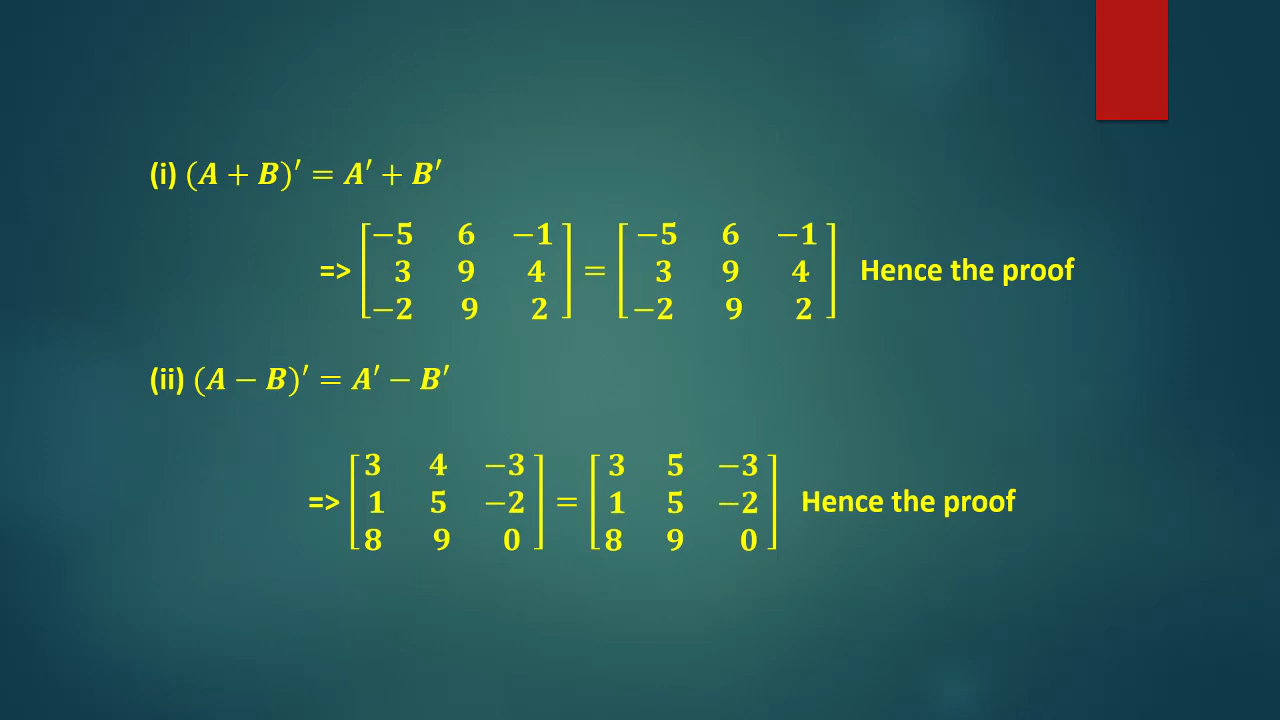 (i) (A + B)′ = A′ + B′
=> [−5 6 −1
3 9 4
−2 9 2] = [−5 6 −1
3 9 4
−2 9 2] Hence the proof
(ii) (A − B)′ = A′ − B′
=> [3 4 −3
1 5 −2
8 9 0] = [3 5 −3
1 5 −2
8 9 0] Hence the proof